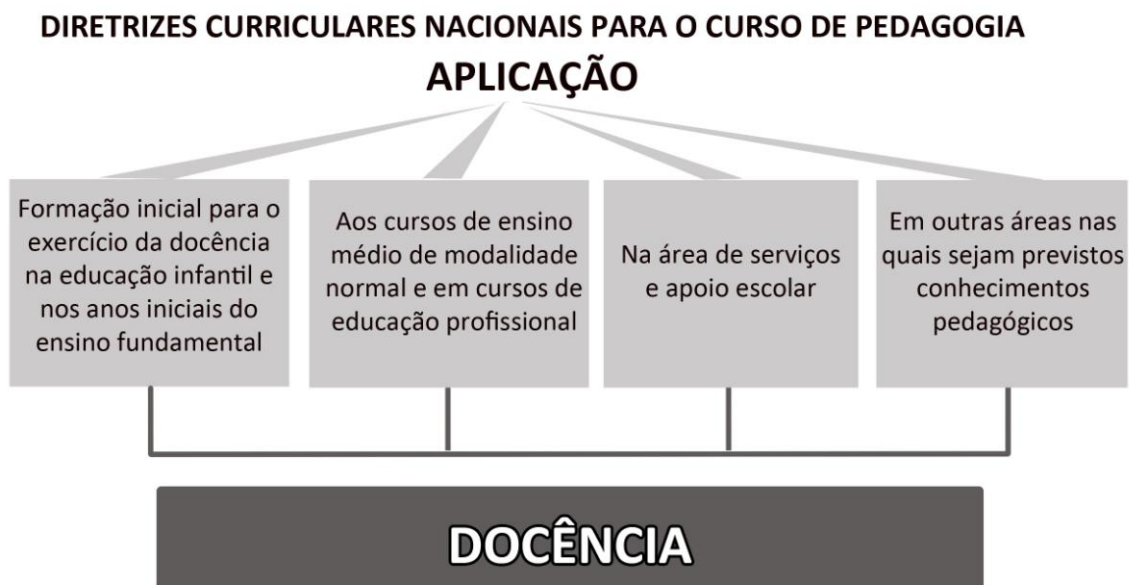 DIRETRIZES CURRICULARES NACIONAIS PARA O CURSO DE PEDAGOGIA
APLICAÇÃO
Formação inicial para o
exercício da docência
na educação infantil e
nos anos iniciais do
ensino fundamental
Aos cursos de ensino
médio de modalidade
normal e em cursos de
educação profissional
Na área de serviços
e apoio escolar
Em outras áreas nas
quais sejam previstos
conhecimentos
pedagógicos
DOCÊNCIA